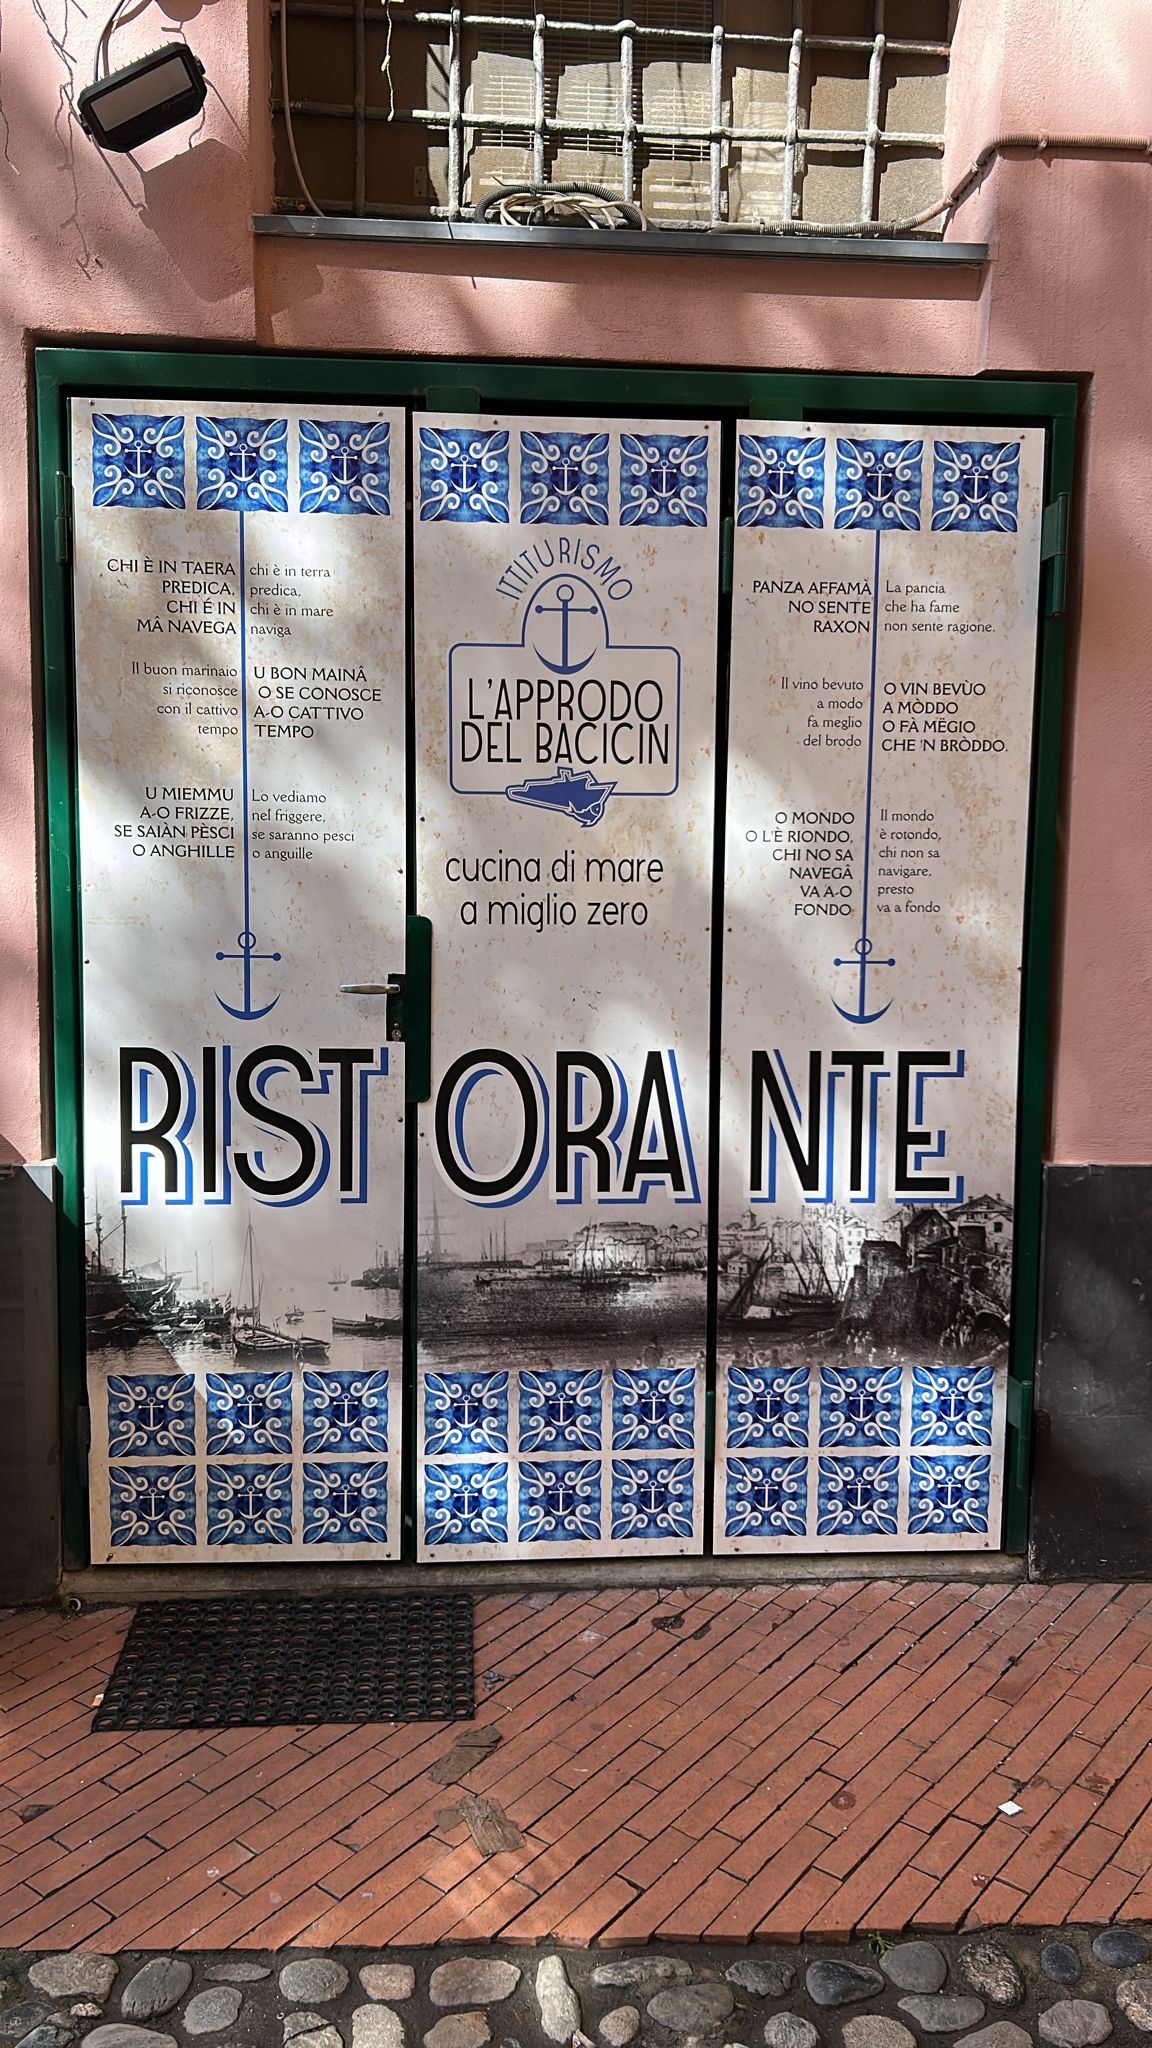 CHI È IN TAERA
PREDICA,
CHI É IN
MÂ NAVEGA
chi è in terra
predica,
chi è in mare
naviga
Il buon marinaio
si riconosce
con il cattivo
tempo
U BON MAINÂ
O SE CONOSCE
A-O CATTIVO
TEMPO
U MIEMMU
A-O FRIZZE,
SE SAIÀN PÈSCI
O ANGHILLE
Lo vediamo
nel friggere,
se saranno pesci
o anguille
ITTITURISMO
L'APPRODO
DEL BACICIN
cucina di mare
a miglio zero
PANZA AFFAMÀ
NO SENTE
RAXON
La pancia
che ha fame
non sente ragione.
Il vino bevuto
a modo
fa meglio
del brodo
O VIN BEVÙO
A MÒDDO
O FÀ MËGIO
CHE 'N BRÒDDO.
O MONDO
O L'È RIONDO,
CHI NO SA
NAVEGÂ
VA A-O
FONDO
Il mondo
è rotondo,
chi non sa
navigare,
presto
va a fondo
RISTORANTE